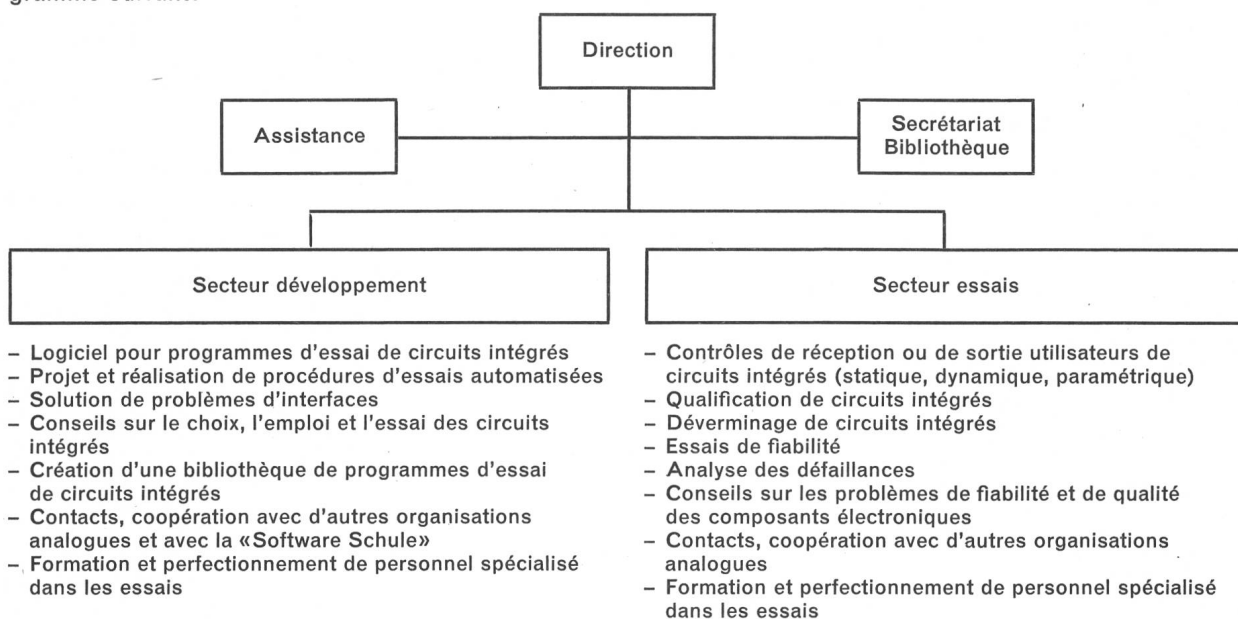 Direction
Assistance
Secrétariat
Bibliothèque
Secteur développement
– Logiciel pour programmes d'essai de circuits intégrés
– Projet et réalisation de procédures d'essais automatisées
– Solution de problèmes d'interfaces
– Conseils sur le choix, l'emploi et l'essai des circuits
intégrés
– Création d'une bibliothèque de programmes d'essai
de circuits intégrés
– Contacts, coopération avec d'autres organisations
analogues et avec la «Software Schule»
– Formation et perfectionnement de personnel spécialisé
dans les essais
Secteur essais
– Contrôles de réception ou de sortie utilisateurs de
circuits intégrés (statique, dynamique, paramétrique)
– Qualification de circuits intégrés
– Déverminage de circuits intégrés
– Essais de fiabilité
– Analyse des défaillances
– Conseils sur les problèmes de fiabilité et de qualité
des composants électroniques
– Contacts, coopération avec d'autres organisations
analogues
– Formation et perfectionnement de personnel spécialisé
dans les essais